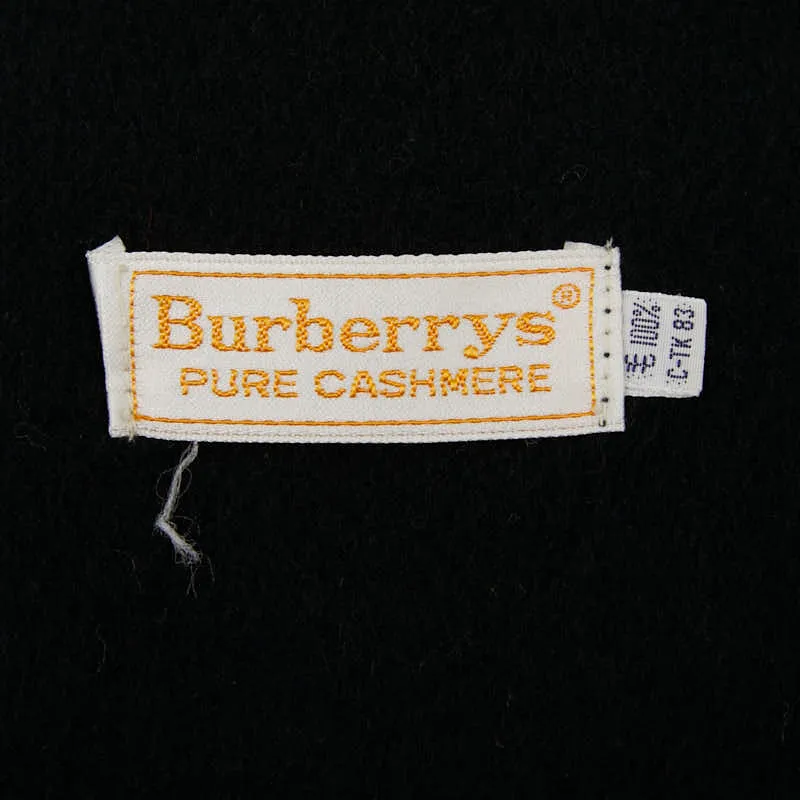 Burberrys®
PURE CASHMERE
毛 100%
C-TK 83